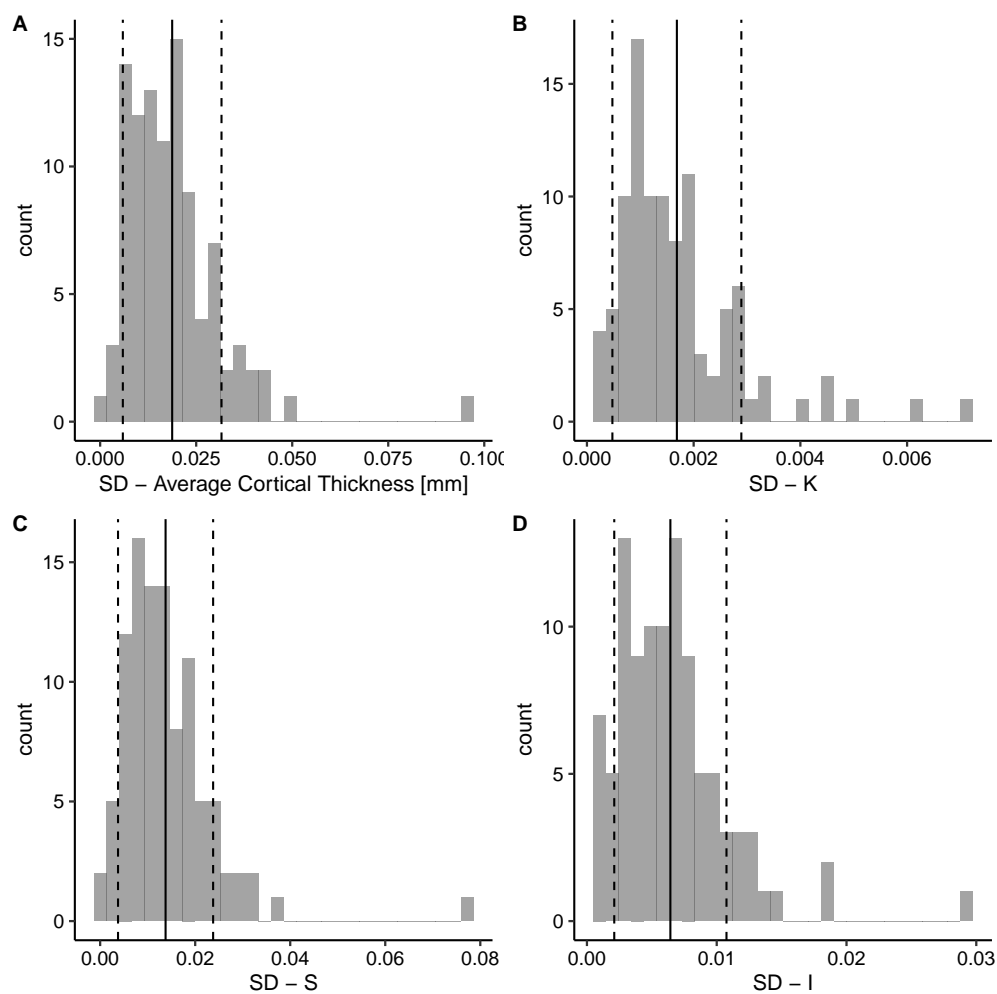 A
15
10
5
0
count
0.000 0.025 0.050 0.075 0.100
SD − Average Cortical Thickness [mm]
B
15
10
5
0
count
0.000 0.002 0.004 0.006
SD − K
C
15
10
5
0
count
0.00 0.02 0.04 0.06 0.08
SD − S
D
10
5
0
count
0.00 0.01 0.02 0.03
SD − I